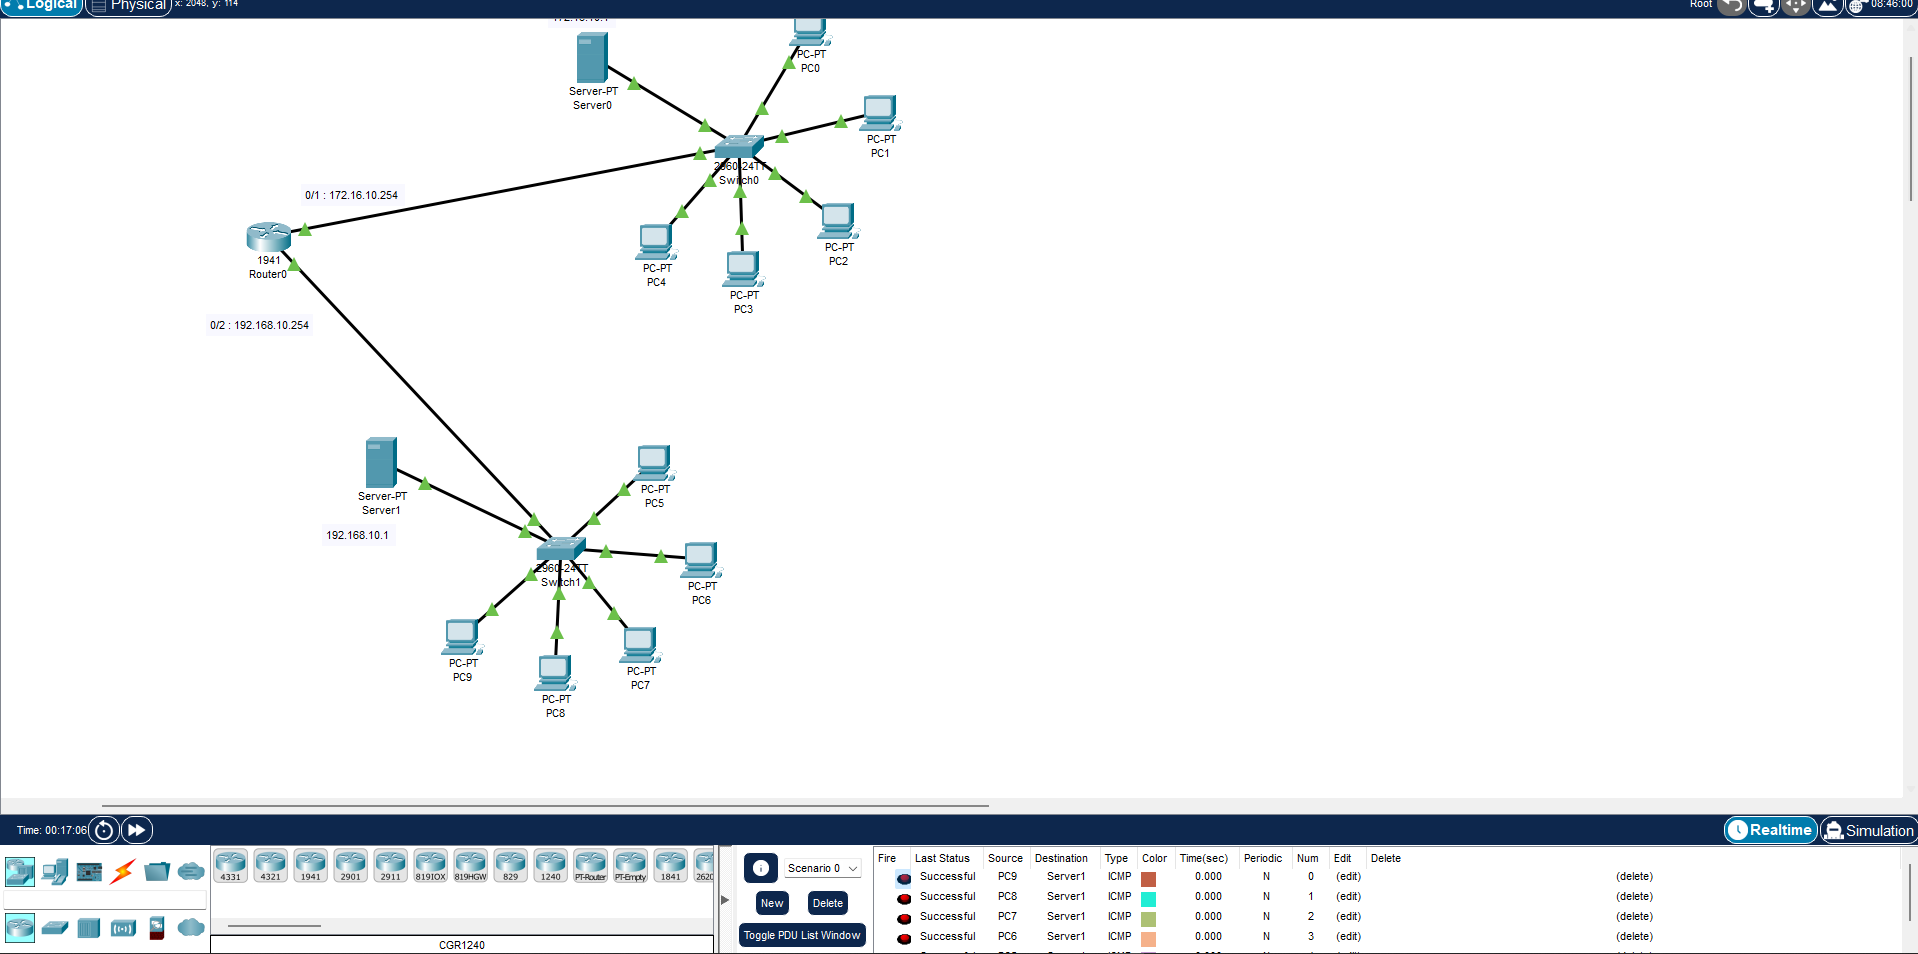 Logical Physical x: 2048, y: 114 Root 08:46:00
172.16.10.1
PC-PT
PC0
Server-PT
Server0
PC-PT
PC1
2960-24TT
Switch0
0/1 : 172.16.10.254
PC-PT
PC2
1941
Router0
PC-PT
PC4
PC-PT
PC3
0/2 : 192.168.10.254
Server-PT
Server1
PC-PT
PC5
192.168.10.1
2960-24TT
Switch1
PC-PT
PC6
PC-PT
PC9
PC-PT
PC7
PC-PT
PC8
Time: 00:17:06 Realtime Simulation
4331 4321 1941 2901 2911 819IOX 819HGW 829 1240 PT-Router PT-Empty 1841 2620
CGR1240
Scenario 0
New Delete
Toggle PDU List Window
Fire Last Status Source Destination Type Color Time(sec) Periodic Num Edit Delete
Successful PC9 Server1 ICMP 0.000 N 0 (edit) (delete)
Successful PC8 Server1 ICMP 0.000 N 1 (edit) (delete)
Successful PC7 Server1 ICMP 0.000 N 2 (edit) (delete)
Successful PC6 Server1 ICMP 0.000 N 3 (edit) (delete)